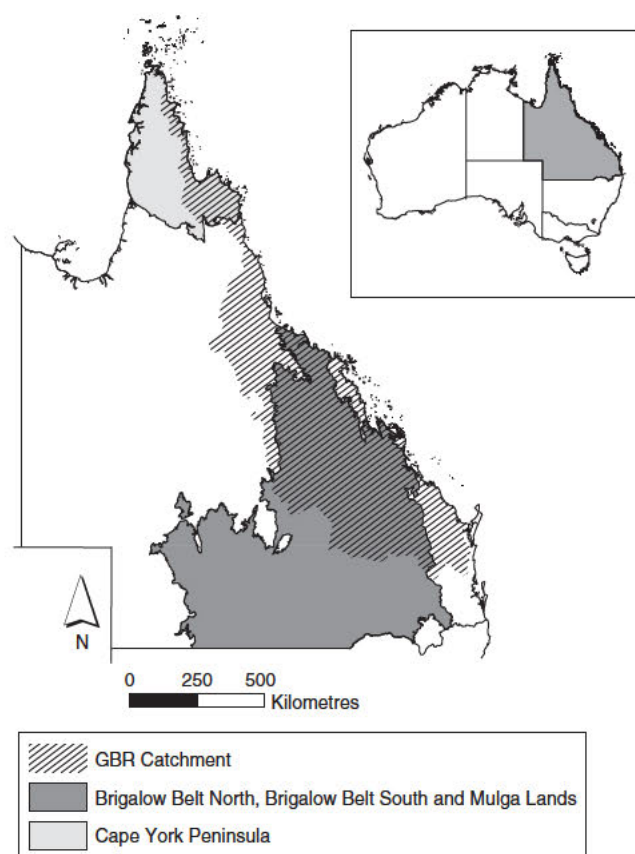 N
0 250 500
Kilometres
GBR Catchment
Brigalow Belt North, Brigalow Belt South and Mulga Lands
Cape York Peninsula